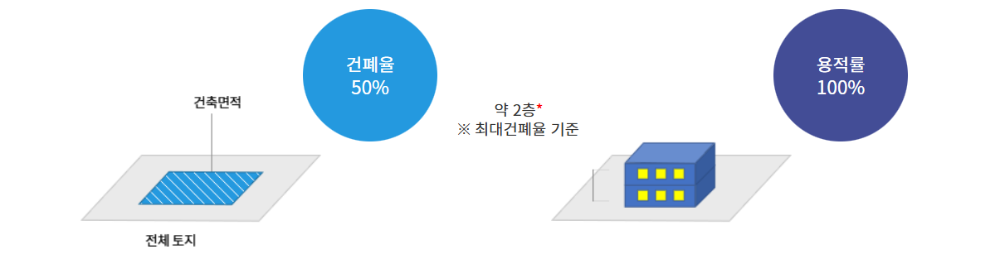 건폐율
50%
건축면적
전체 토지
약 2층*
※ 최대건폐율 기준
용적률
100%